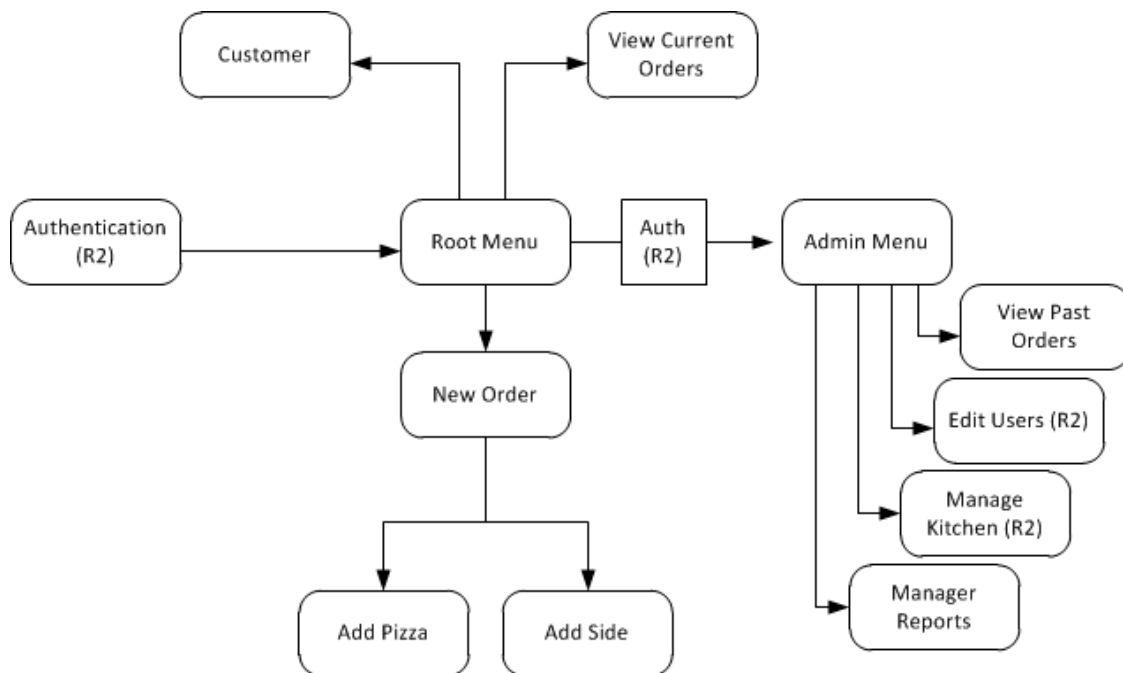 Customer
View Current
Orders
Authentication
(R2)
Root Menu
Auth
(R2)
Admin Menu
View Past
Orders
New Order
Edit Users (R2)
Manage
Kitchen (R2)
Manager
Reports
Add Pizza
Add Side